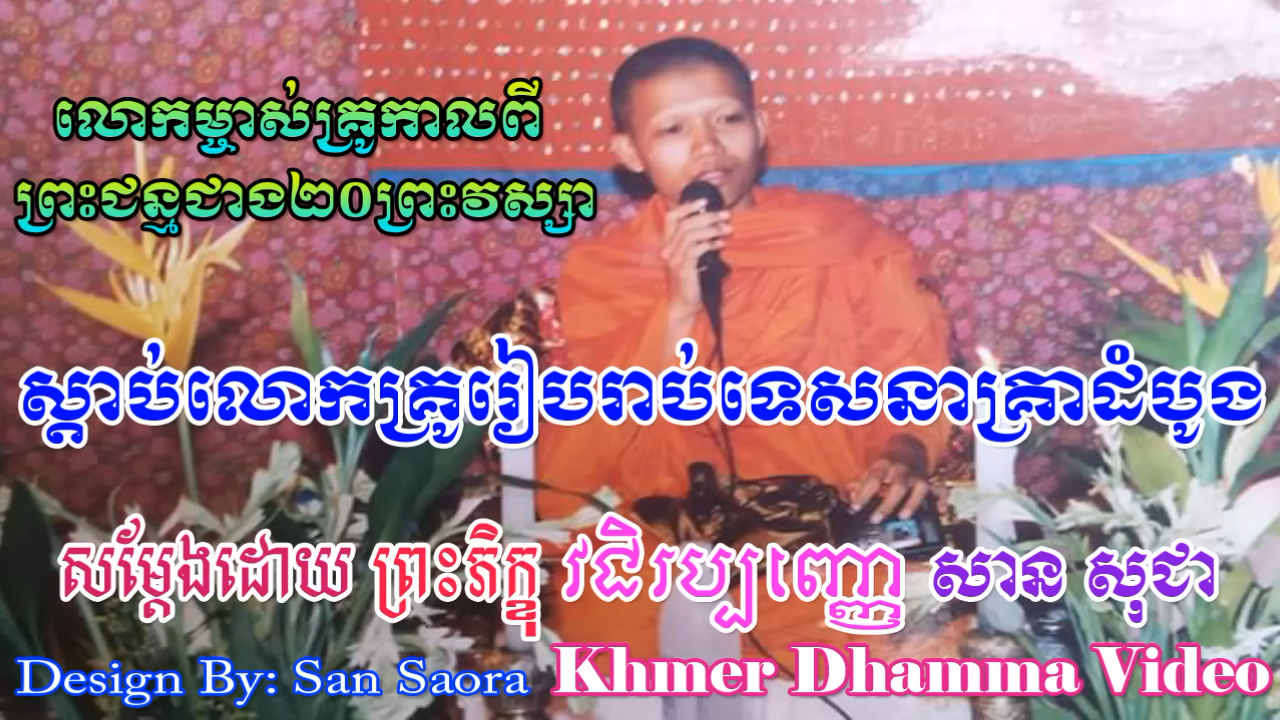 លោកម្ចាស់គ្រូកាលពី
ព្រះជន្មជាង២០ព្រះវស្សា
ស្តាប់លោកគ្រូរៀបរាប់ទេសនាគ្រាដំបូង
សម្តែងដោយ ព្រះភិក្ខុ វជិរប្បញ្ញោ សាន សុជា
Design By: San Saora Khmer Dhamma Video